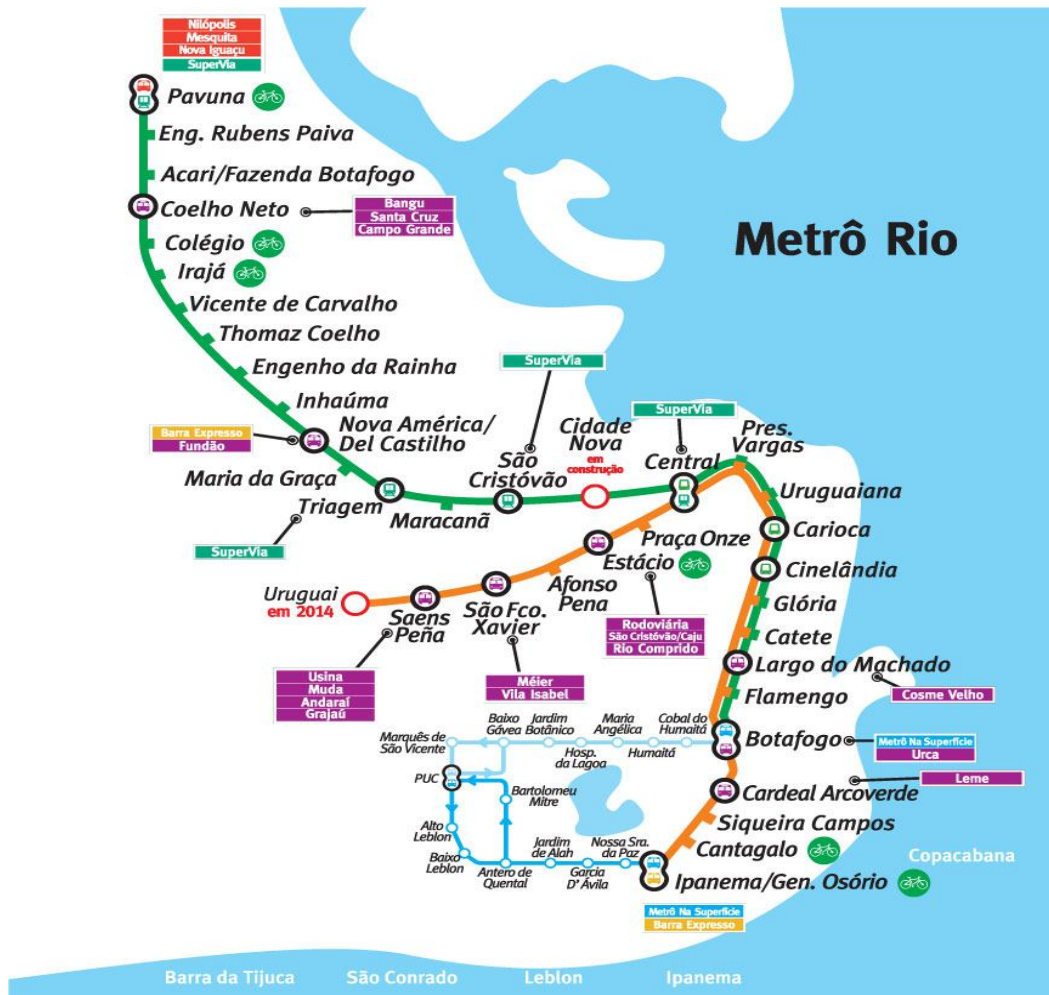 Nilópolis
Mesquita
Nova Iguaçu
SuperVia
Pavuna
Eng. Rubens Paiva
Acari/Fazenda Botafogo
Coelho Neto
Bangu
Santa Cruz
Campo Grande
Metrô Rio
Colégio
Irajá
Vicente de Carvalho
Thomaz Coelho
Engenho da Rainha
SuperVia
Inhaúma
Nova América/
Del Castilho
Barra Expresso
Fundão
Maria da Graça
Triagem
SuperVia
Maracanã
São
Cristóvão
Cidade
Nova
em
construção
SuperVia
Central
Pres.
Vargas
Uruguaiana
Carioca
Cinelândia
Glória
Catete
Largo do Machado
Cosme Velho
Flamengo
Praça Onze
Estácio
Rodoviária
São Cristóvão/Caju
Rio Comprido
Afonso
Pena
São Fco.
Xavier
Méier
Vila Isabel
Saens
Peña
Usina
Muda
Andaraí
Grajaú
Uruguai
em 2014
Botafogo
Metrô Na Superfície
Urca
Leme
Cardeal Arcoverde
Siqueira Campos
Cantagalo
Copacabana
Ipanema/Gen. Osório
Metrô Na Superfície
Barra Expresso
Marquês de
São Vicente
Baixo
Gávea
Jardim
Botânico
Hosp.
da Lagoa
Maria
Angélica
Humaitá
Cobal do
Humaitá
PUC
Bartolomeu
Mitre
Alto
Leblon
Baixo
Leblon
Antero de
Quental
Jardim
de Alah
Garcia
D'Ávila
Nossa Sra.
da Paz
Barra da Tijuca
São Conrado
Leblon
Ipanema